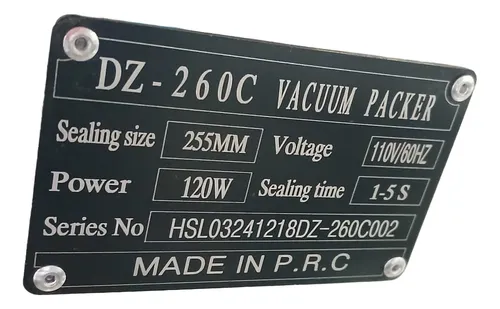 DZ-260C VACUUM PACKER
Sealing size 255MM Voltage 110V/60HZ
Power 120W Sealing time 1-5 S
Series No HSL03241218DZ-260C002
MADE IN P.R.C